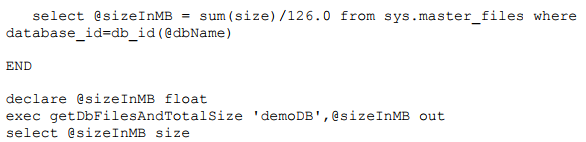 select @sizeInMB = sum(size)/126.0 from sys.master_files where
database_id=db_id(@dbName)
END
declare @sizeInMB float
exec getDbFilesAndTotalSize 'demoDB',@sizeInMB out
select @sizeInMB size